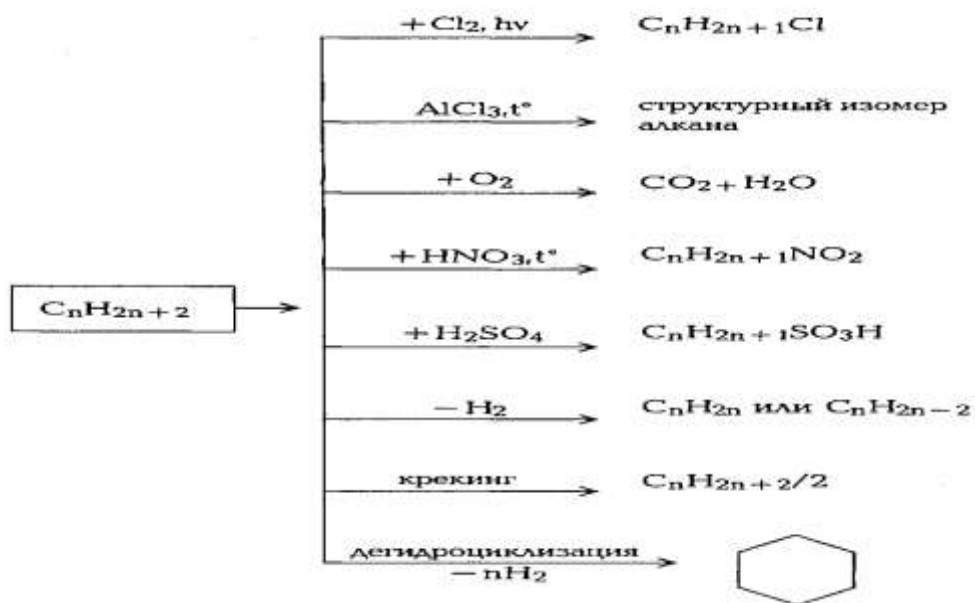 + Cl₂, hν
CₙH₂ₙ + ₁Cl
AlCl₃, t°
структурный изомер
алкана
+ O₂
CO₂ + H₂O
+ HNO₃, t°
CₙH₂ₙ + ₁NO₂
CₙH₂ₙ + ₂
+ H₂SO₄
CₙH₂ₙ + ₁SO₃H
− H₂
CₙH₂ₙ или CₙH₂ₙ − ₂
крекинг
CₙH₂ₙ + ₂/2
дегидроциклизация
− nH₂